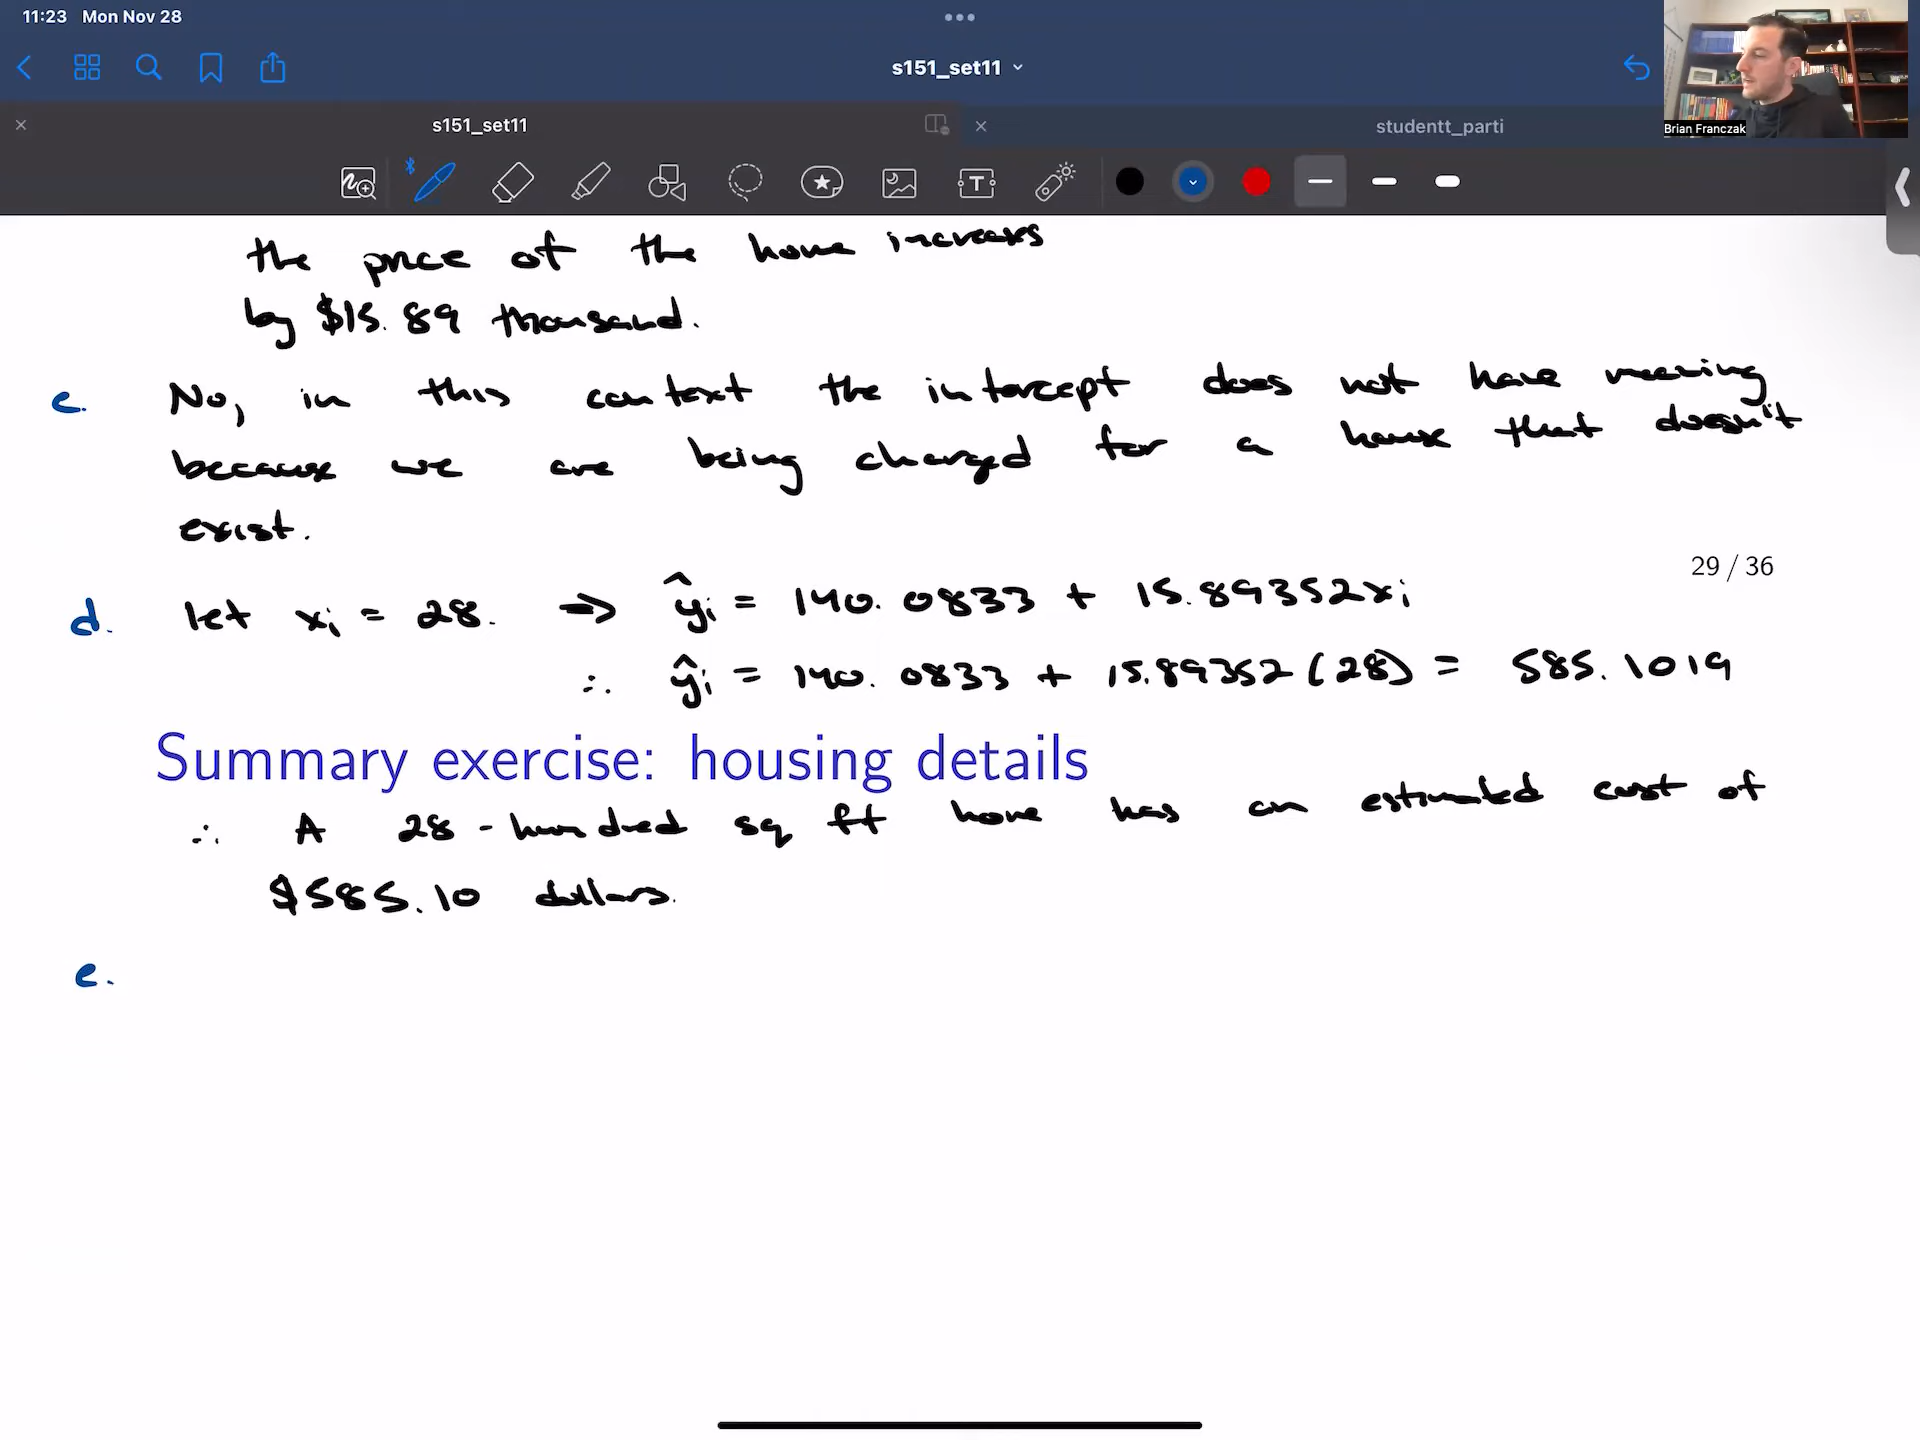 11:23 Mon Nov 28
s151_set11
Brian Franczak
s151_set11
studentt_parti
T
the price of the home increases
by $15.89 thousand.
c. No, in this context the intercept does not have meaning
because we are being charged for a house that doesn't
exist.
29 / 36
d. let xi = 28. → ŷi = 140.0833 + 15.89352xi
∴ ŷi = 140.0833 + 15.89352(28) = 585.1019
Summary exercise: housing details
∴ A 28-hundred sq ft home has an estimated cost of
$585.10 dollars.
e.